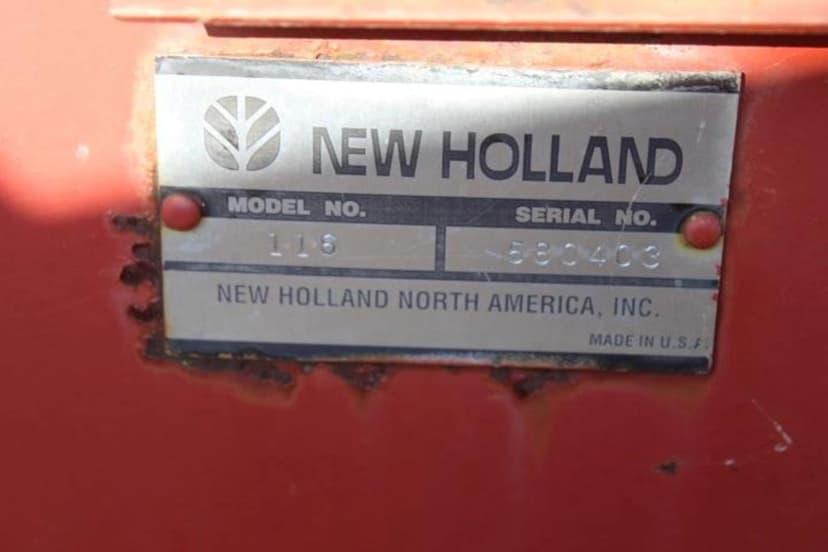 NEW HOLLAND
MODEL NO. SERIAL NO.
116 580403
NEW HOLLAND NORTH AMERICA, INC.
MADE IN U.S.A.